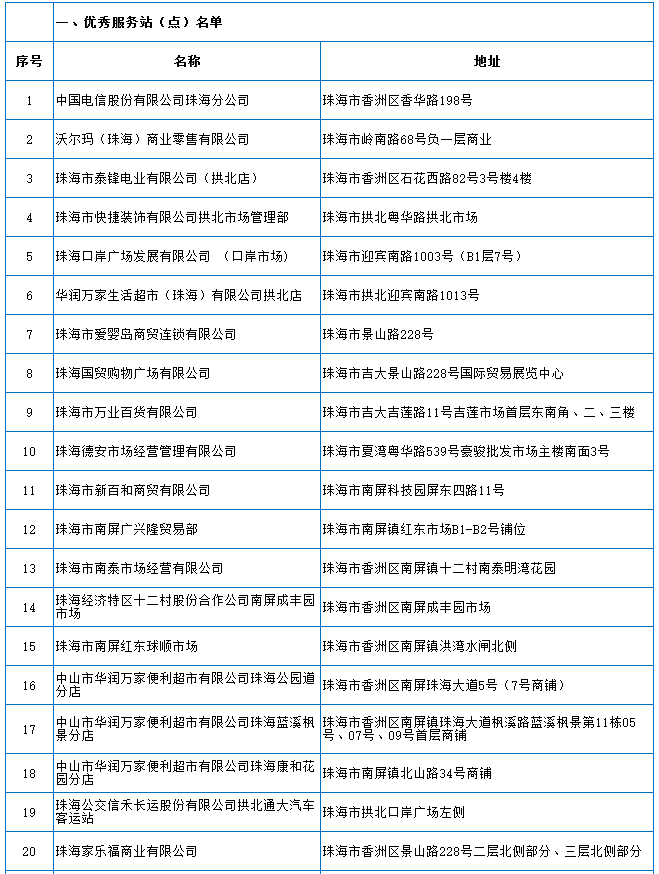 一、优秀服务站（点）名单
序号 名称 地址
1 中国电信股份有限公司珠海分公司 珠海市香洲区香华路198号
2 沃尔玛（珠海）商业零售有限公司 珠海市岭南路68号负一层商业
3 珠海市泰锋电业有限公司（拱北店） 珠海市香洲区石花西路82号3号楼4楼
4 珠海市快捷装饰有限公司拱北市场管理部 珠海市拱北粤华路拱北市场
5 珠海口岸广场发展有限公司 （口岸市场） 珠海市迎宾南路1003号（B1层7号）
6 华润万家生活超市（珠海）有限公司拱北店 珠海市拱北迎宾南路1013号
7 珠海市爱婴岛商贸连锁有限公司 珠海市景山路228号
8 珠海国贸购物广场有限公司 珠海市吉大景山路228号国际贸易展览中心
9 珠海市万业百货有限公司 珠海市吉大吉莲路11号吉莲市场首层东南角、二、三楼
10 珠海德安市场经营管理有限公司 珠海市夏湾粤华路539号豪骏批发市场主楼南面3号
11 珠海市新百和商贸有限公司 珠海市南屏科技园屏东四路11号
12 珠海市南屏广兴隆贸易部 珠海市南屏镇红东市场B1-B2号铺位
13 珠海市南泰市场经营有限公司 珠海市香洲区南屏镇十二村南泰明湾花园
14 珠海经济特区十二村股份合作公司南屏成丰园
市场 珠海市香洲区南屏成丰园市场
15 珠海市南屏红东球顺市场 珠海市香洲区南屏镇洪湾水闸北侧
16 中山市华润万家便利超市有限公司珠海公园道
分店 珠海市香洲区南屏珠海大道5号（7号商铺）
17 中山市华润万家便利超市有限公司珠海蓝溪枫
景分店 珠海市香洲区南屏镇珠海大道枫溪路蓝溪枫景第11栋05
号、07号、09号首层商铺
18 中山市华润万家便利超市有限公司珠海康和花
园分店 珠海市南屏镇北山路34号商铺
19 珠海公交信禾长运股份有限公司拱北通大汽车
客运站 珠海市拱北口岸广场左侧
20 珠海家乐福商业有限公司 珠海市香洲区景山路228号二层北侧部分、三层北侧部分